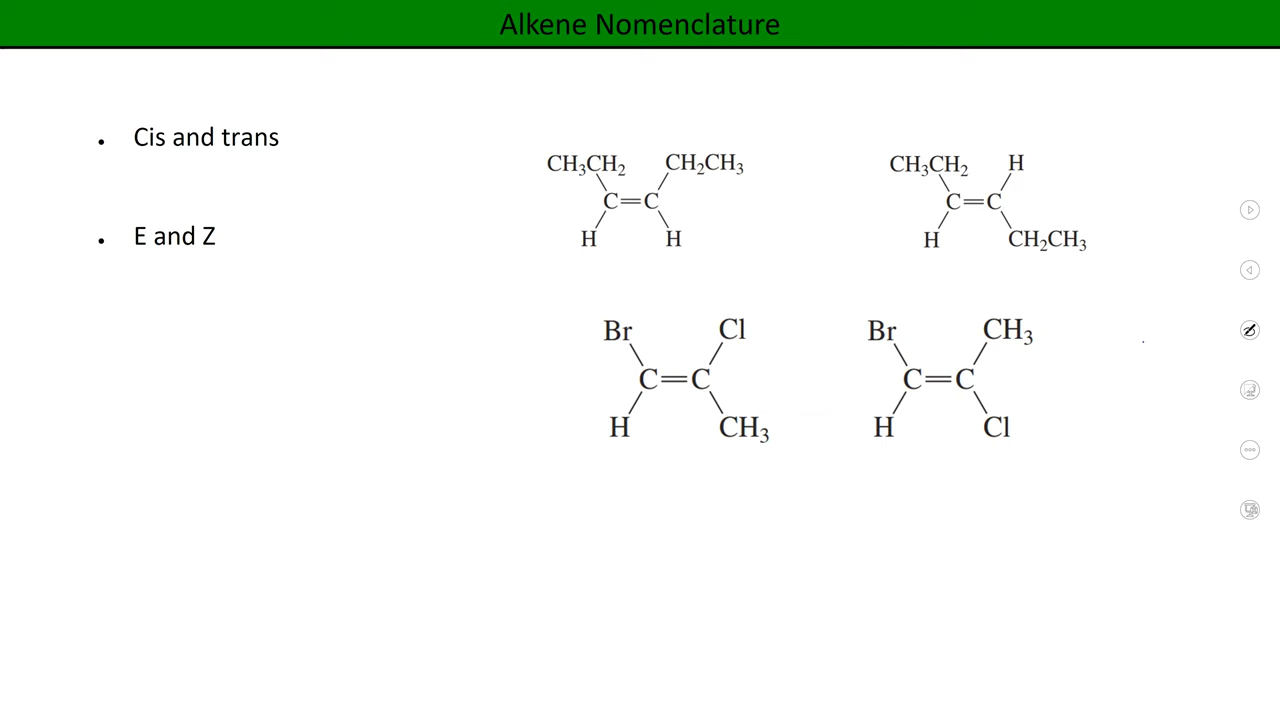 Alkene Nomenclature
• Cis and trans
• E and Z
CH₃CH₂ CH₂CH₃
C=C
H H
CH₃CH₂ H
C=C
H CH₂CH₃
Br Cl
C=C
H CH₃
Br CH₃
C=C
H Cl